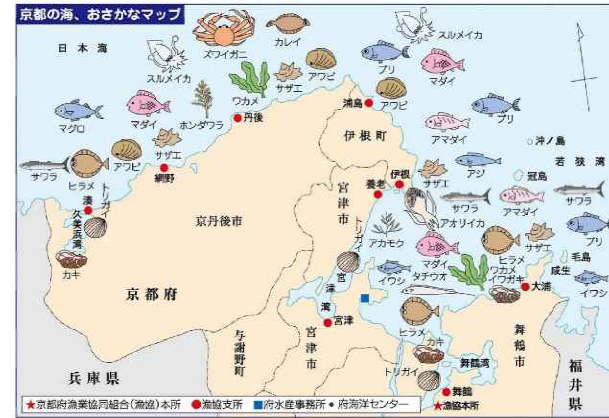 京都の海、おさかなマップ
日本海
スルメイカ
ズワイガニ
カレイ
スルメイカ
ワカメ
サザエ
アワビ
ブリ
マダイ
マグロ
マダイ
ホンダワラ
丹後
浦島
アワビ
ブリ
伊根町
アマダイ
沖ノ島
若狭湾
サワラ
ヒラメ
アワビ
サザエ
網野
アジ
冠島
湊
トリガイ
久美浜湾
カキ
京丹後市
宮津市
養老
伊根
サザエ
アオリイカ
サワラ
アマダイ
サワラ
ブリ
アカモク
トリガイ
マダイ
ヒラメ
サザエ
毛島
京都府
宮津湾
イワシ
タチウオ
ワカメ
イワガキ
成生
大浦
イワシ
宮津
与謝野町
宮津市
ヒラメ
カキ
舞鶴湾
舞鶴市
トリガイ
舞鶴
兵庫県
福井県
★漁協本所
★京都府漁業協同組合(漁協)本所 ●漁協支所 ■府水産事務所 ●府海洋センター